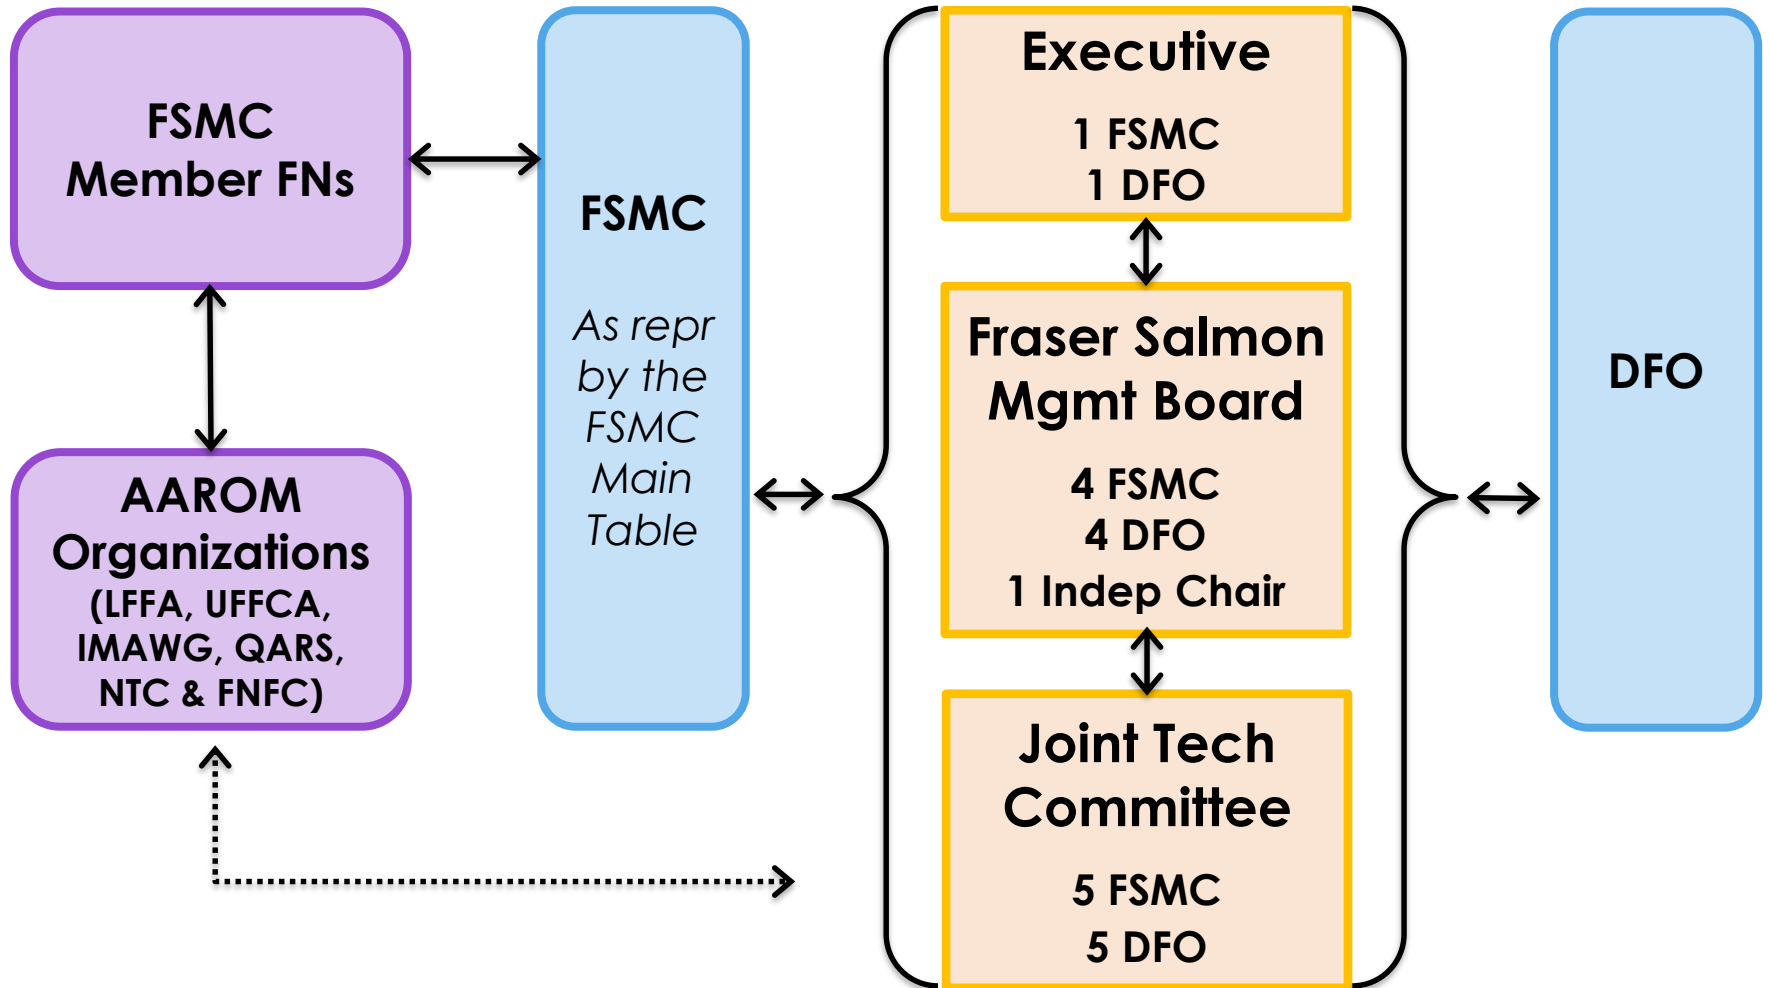 FSMC
Member FNs
AAROM
Organizations
(LFFA, UFFCA,
IMAWG, QARS,
NTC & FNFC)
FSMC
As repr
by the
FSMC
Main
Table
Executive
1 FSMC
1 DFO
Fraser Salmon
Mgmt Board
4 FSMC
4 DFO
1 Indep Chair
Joint Tech
Committee
5 FSMC
5 DFO
DFO